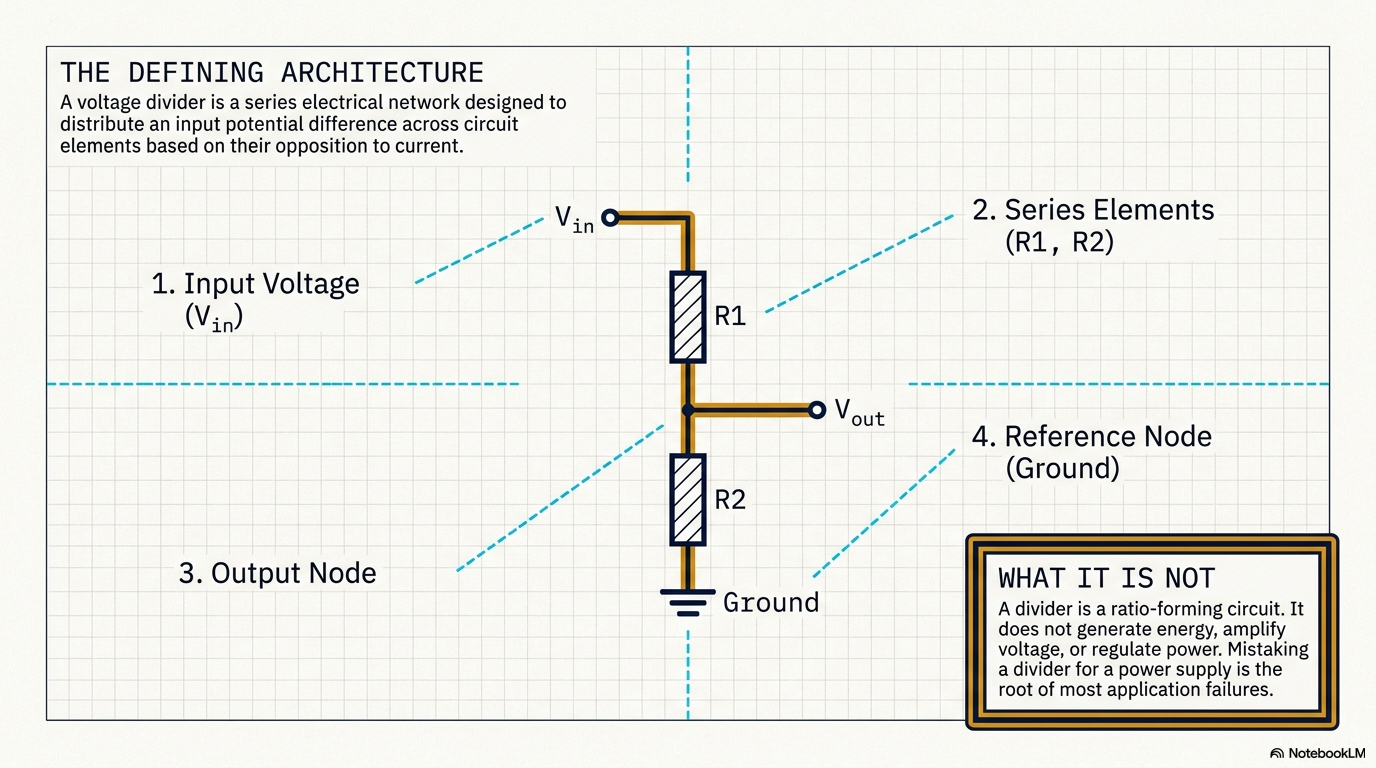 THE DEFINING ARCHITECTURE
A voltage divider is a series electrical network designed to
distribute an input potential difference across circuit
elements based on their opposition to current.
Vin
1. Input Voltage
(Vin)
2. Series Elements
(R1, R2)
R1
Vout
3. Output Node
4. Reference Node
(Ground)
R2
Ground
WHAT IT IS NOT
A divider is a ratio-forming circuit. It
does not generate energy, amplify
voltage, or regulate power. Mistaking
a divider for a power supply is the
root of most application failures.
NotebookLM